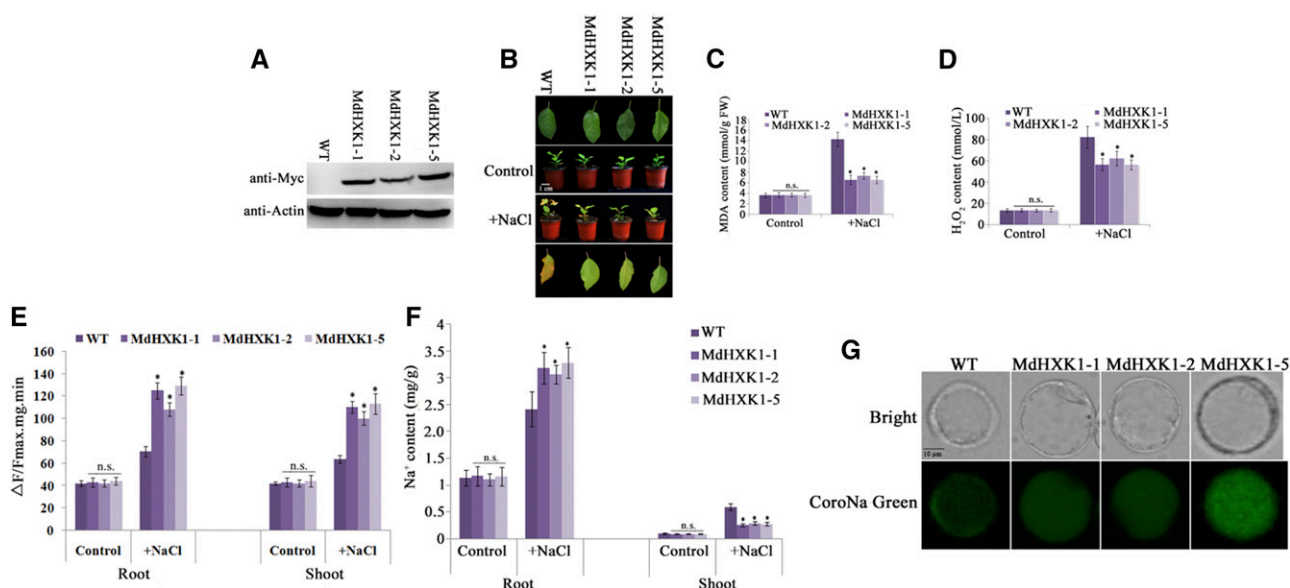 A
WT
MdHXK1-1
MdHXK1-2
MdHXK1-5
anti-Myc
anti-Actin
B
WT
MdHXK1-1
MdHXK1-2
MdHXK1-5
Control
1 cm
+NaCl
C
WT MdHXK1-1
MdHXK1-2 MdHXK1-5
MDA content (mmol/g FW)
18
16
14
12
10
8
6
4
2
0
n.s.
* * *
Control +NaCl
D
WT MdHXK1-1
MdHXK1-2 MdHXK1-5
H₂O₂ content (mmol/L)
100
80
60
40
20
0
n.s.
* * *
Control +NaCl
E
WT MdHXK1-1 MdHXK1-2 MdHXK1-5
△F/Fmax.mg.min
160
140
120
100
80
60
40
20
0
n.s.
* * *
n.s.
* * *
Control +NaCl Control +NaCl
Root Shoot
F
WT
MdHXK1-1
MdHXK1-2
MdHXK1-5
Na⁺ content (mg/g)
4
3.5
3
2.5
2
1.5
1
0.5
0
n.s.
* * *
n.s.
* * *
Control +NaCl Control +NaCl
Root Shoot
G
WT MdHXK1-1 MdHXK1-2 MdHXK1-5
Bright
10 μm
CoroNa Green